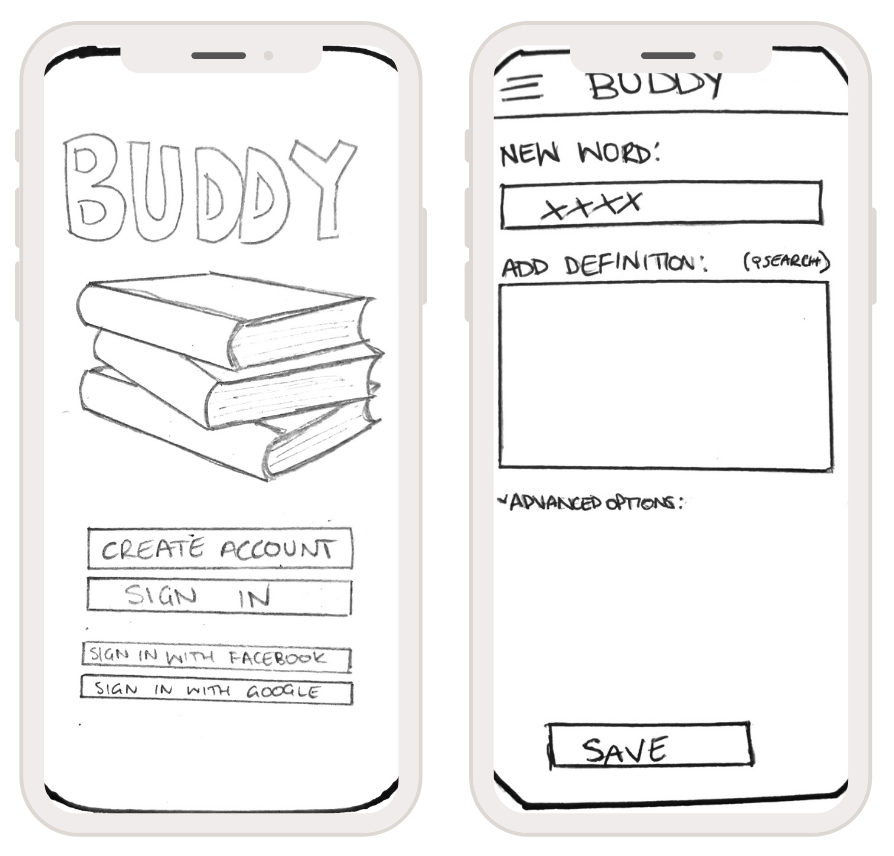 BUDDY
CREATE ACCOUNT
SIGN IN
SIGN IN WITH FACEBOOK
SIGN IN WITH GOOGLE
BUDDY
NEW WORD:
XXXX
ADD DEFINITION: (SEARCH)
ADVANCED OPTIONS:
SAVE